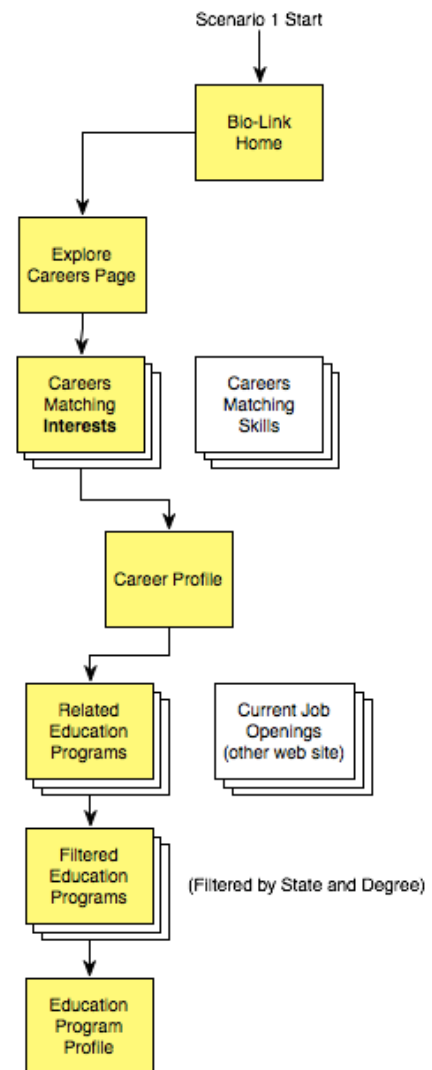 Scenario 1 Start
Bio-Link
Home
Explore
Careers Page
Careers
Matching
Interests
Careers
Matching
Skills
Career Profile
Related
Education
Programs
Current Job
Openings
(other web site)
Filtered
Education
Programs
(Filtered by State and Degree)
Education
Program
Profile